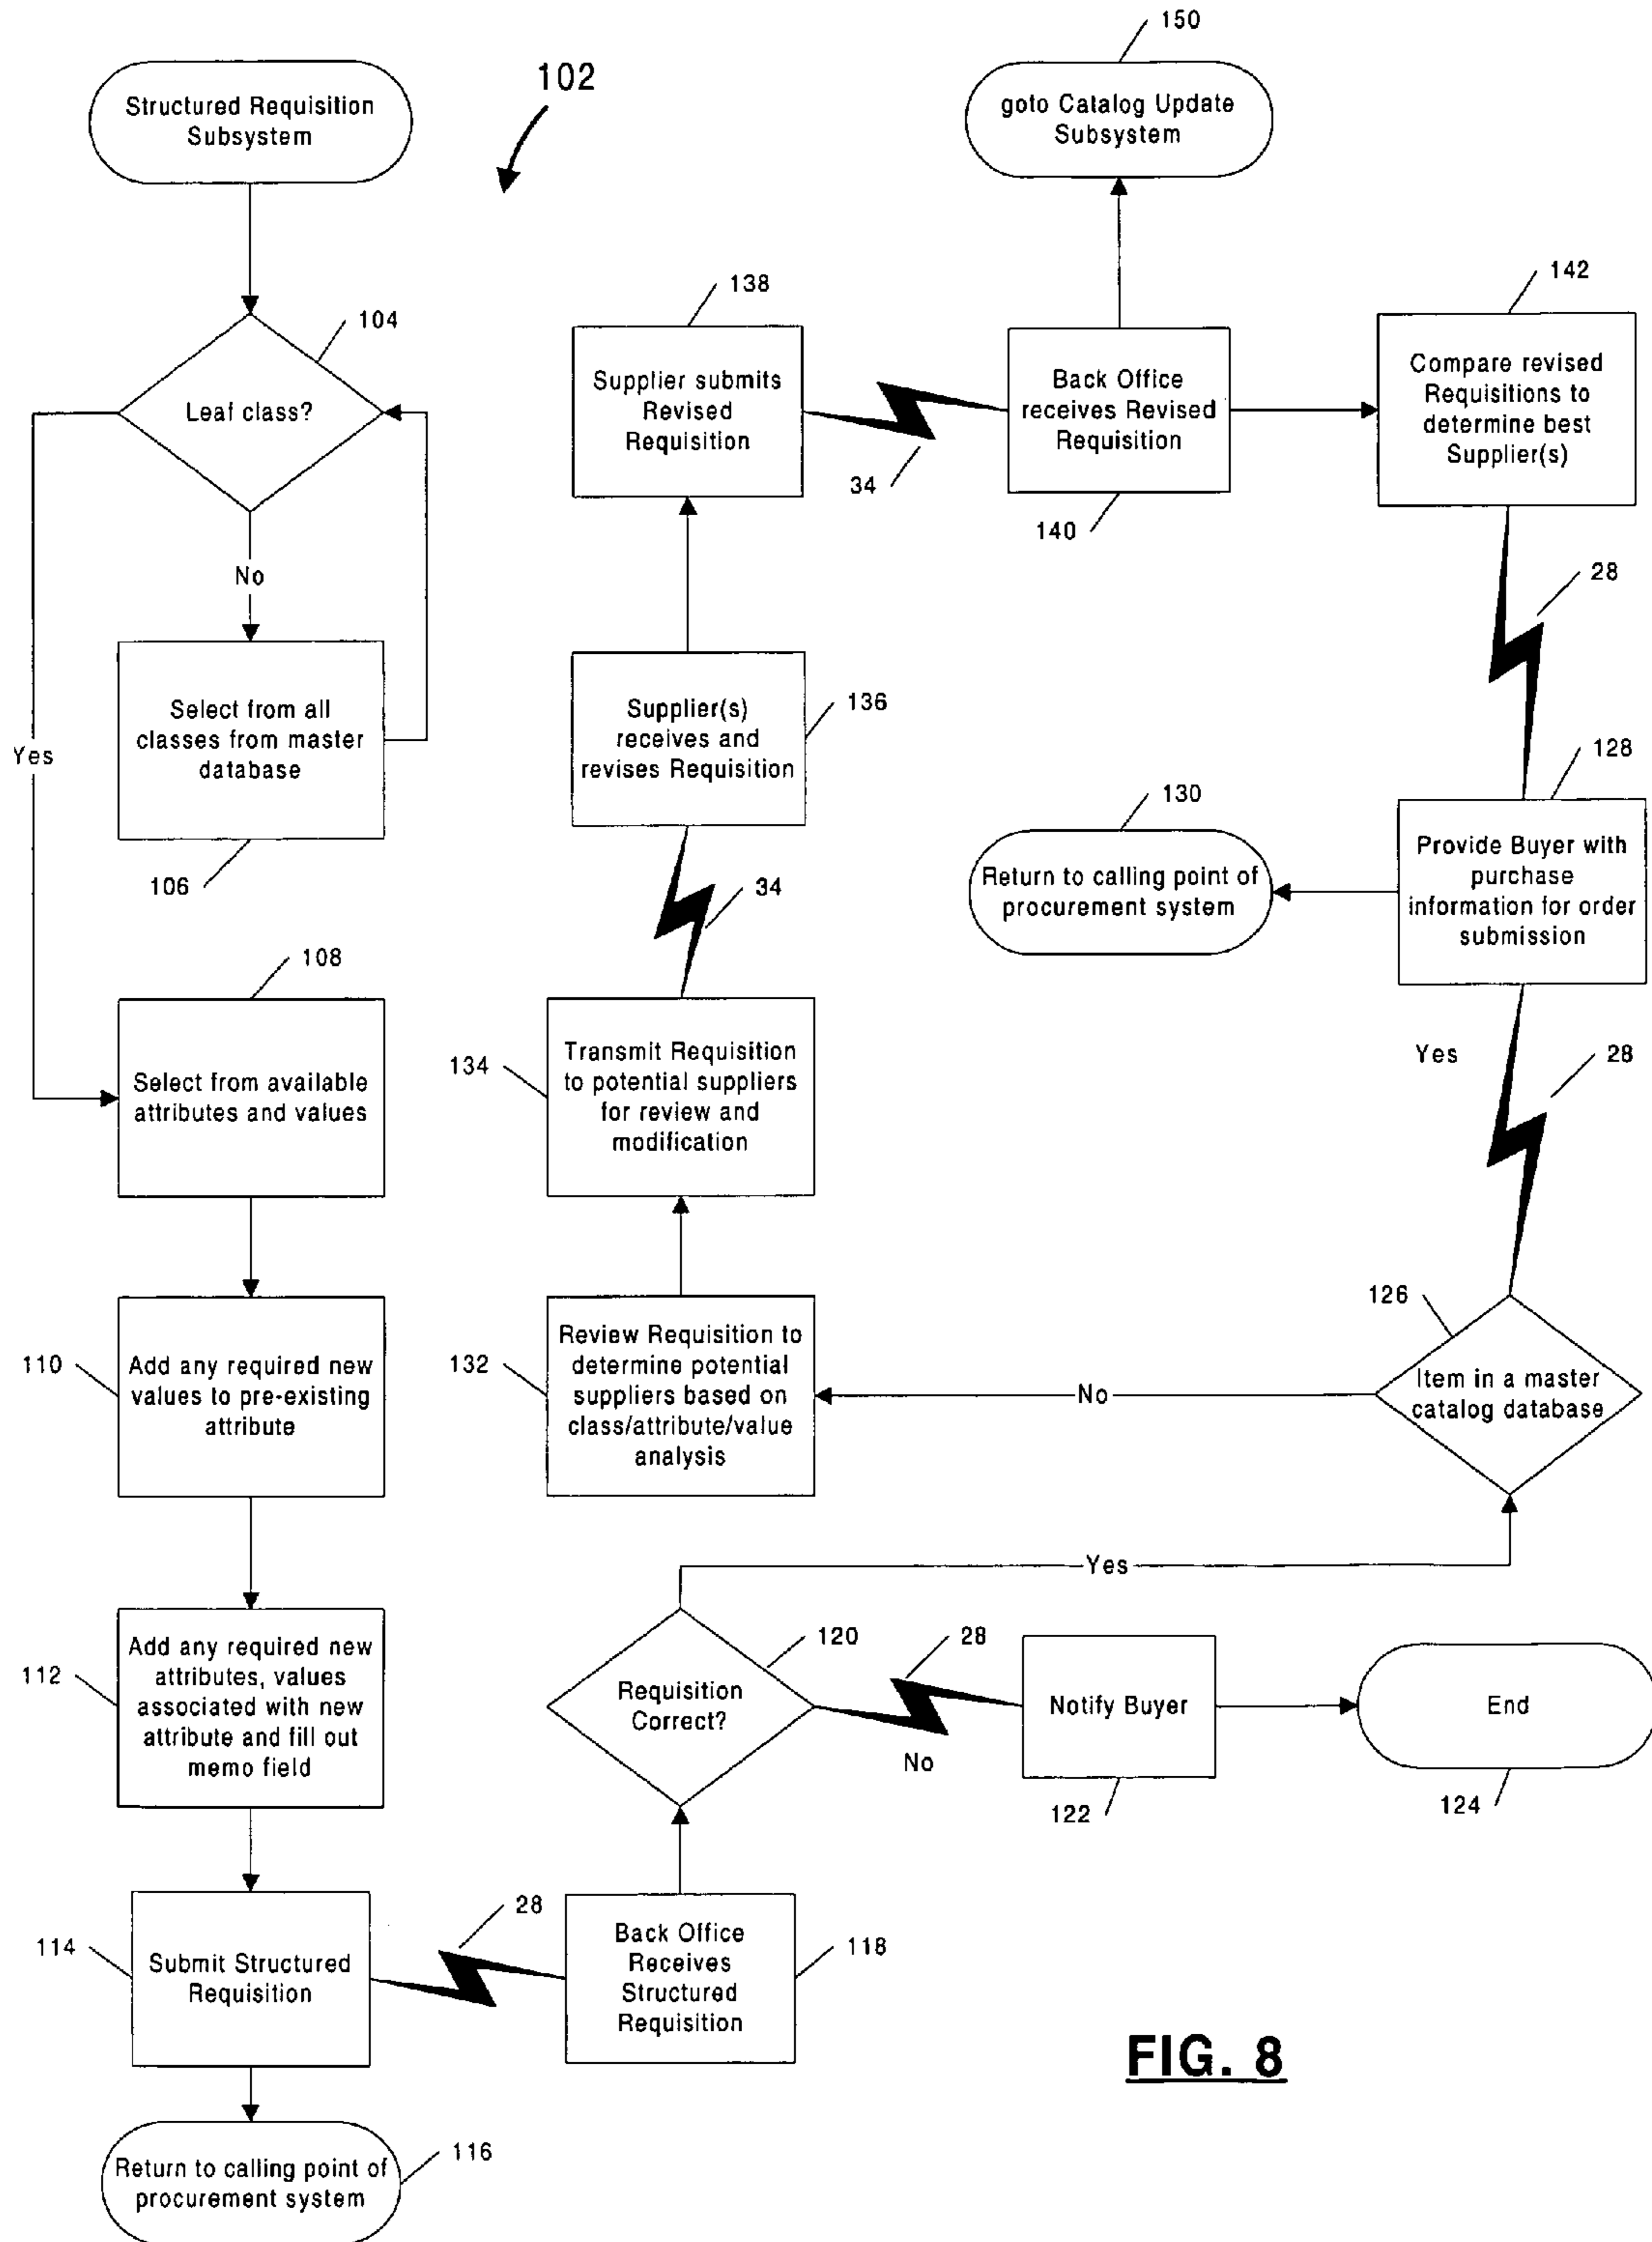 150
Structured Requisition
Subsystem
102
goto Catalog Update
Subsystem
104
Leaf class?
138
142
Supplier submits
Revised
Requisition
34
Back Office
receives Revised
Requisition
140
Compare revised
Requisitions to
determine best
Supplier(s)
No
28
Yes
Select from all
classes from master
database
106
Supplier(s)
receives and
revises Requisition
136
34
130
Return to calling point of
procurement system
128
Provide Buyer with
purchase
information for order
submission
108
Select from available
attributes and values
134
Transmit Requisition
to potential suppliers
for review and
modification
Yes
28
110
Add any required new
values to pre-existing
attribute
132
Review Requisition to
determine potential
suppliers based on
class/attribute/value
analysis
No
126
Item in a master
catalog database
Yes
112
Add any required new
attributes, values
associated with new
attribute and fill out
memo field
120
Requisition
Correct?
28
No
Notify Buyer
122
End
124
114
Submit Structured
Requisition
28
Back Office
Receives
Structured
Requisition
118
FIG. 8
Return to calling point of
procurement system
116